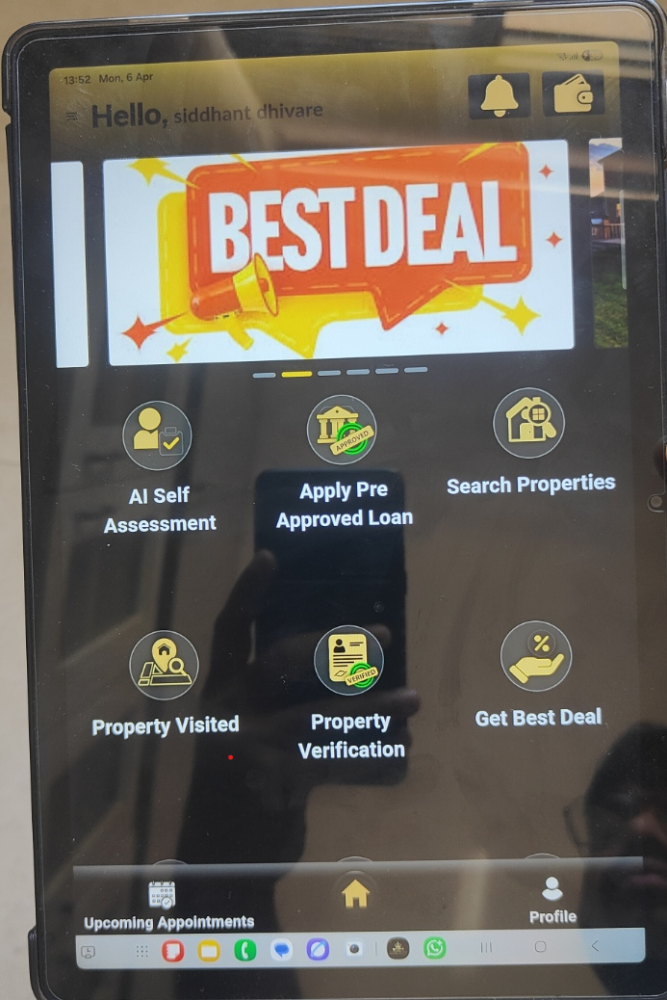 13:52 Mon, 6 Apr
Hello, siddhant dhivare
BEST DEAL
AI Self
Assessment
APPROVED
Apply Pre
Approved Loan
Search Properties
Property Visited
VERIFIED
Property
Verification
%
Get Best Deal
Upcoming Appointments
Profile